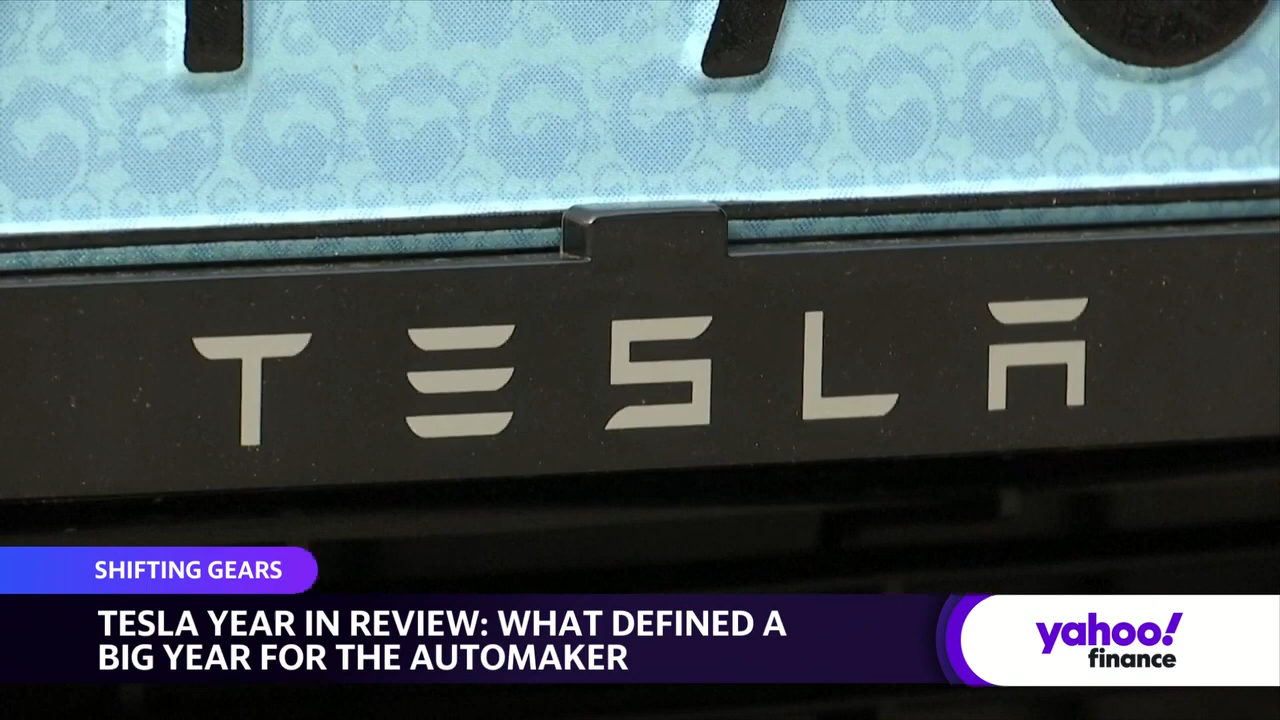 TESLA
SHIFTING GEARS
TESLA YEAR IN REVIEW: WHAT DEFINED A
BIG YEAR FOR THE AUTOMAKER
yahoo!
finance